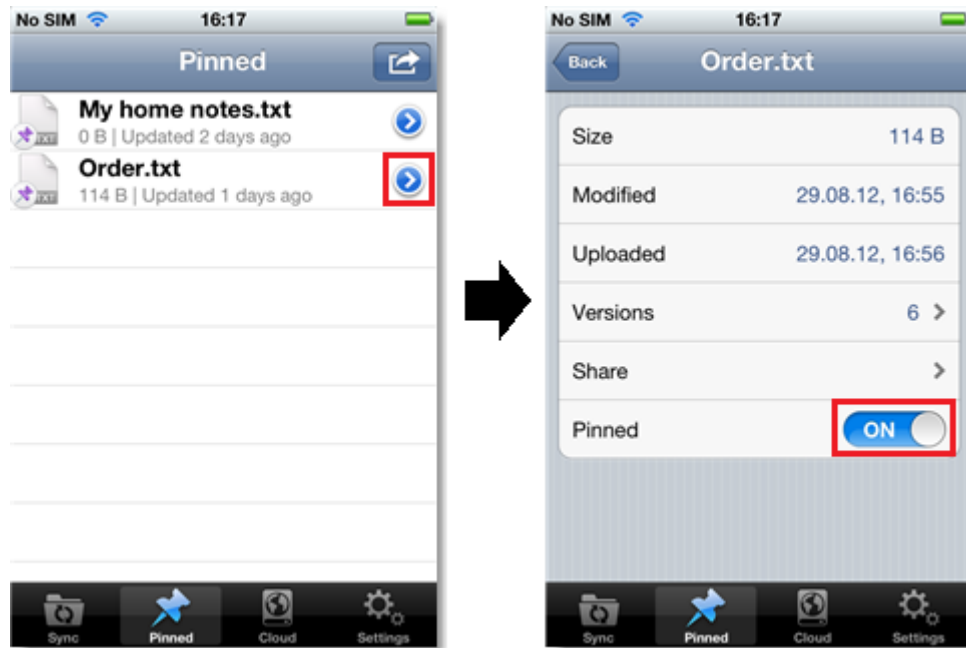 No SIM 16:17
Pinned
My home notes.txt
0 B | Updated 2 days ago
Order.txt
114 B | Updated 1 days ago
TXT
TXT
Sync Pinned Cloud Settings
No SIM 16:17
Back Order.txt
Size 114 B
Modified 29.08.12, 16:55
Uploaded 29.08.12, 16:56
Versions 6
Share
Pinned ON
Sync Pinned Cloud Settings